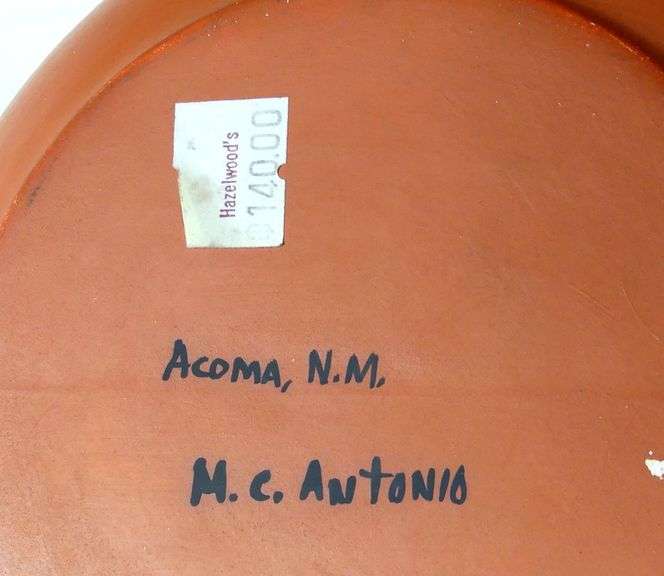 Hazelwood's
140.00
ACOMA, N.M.
M. C. ANTONIO